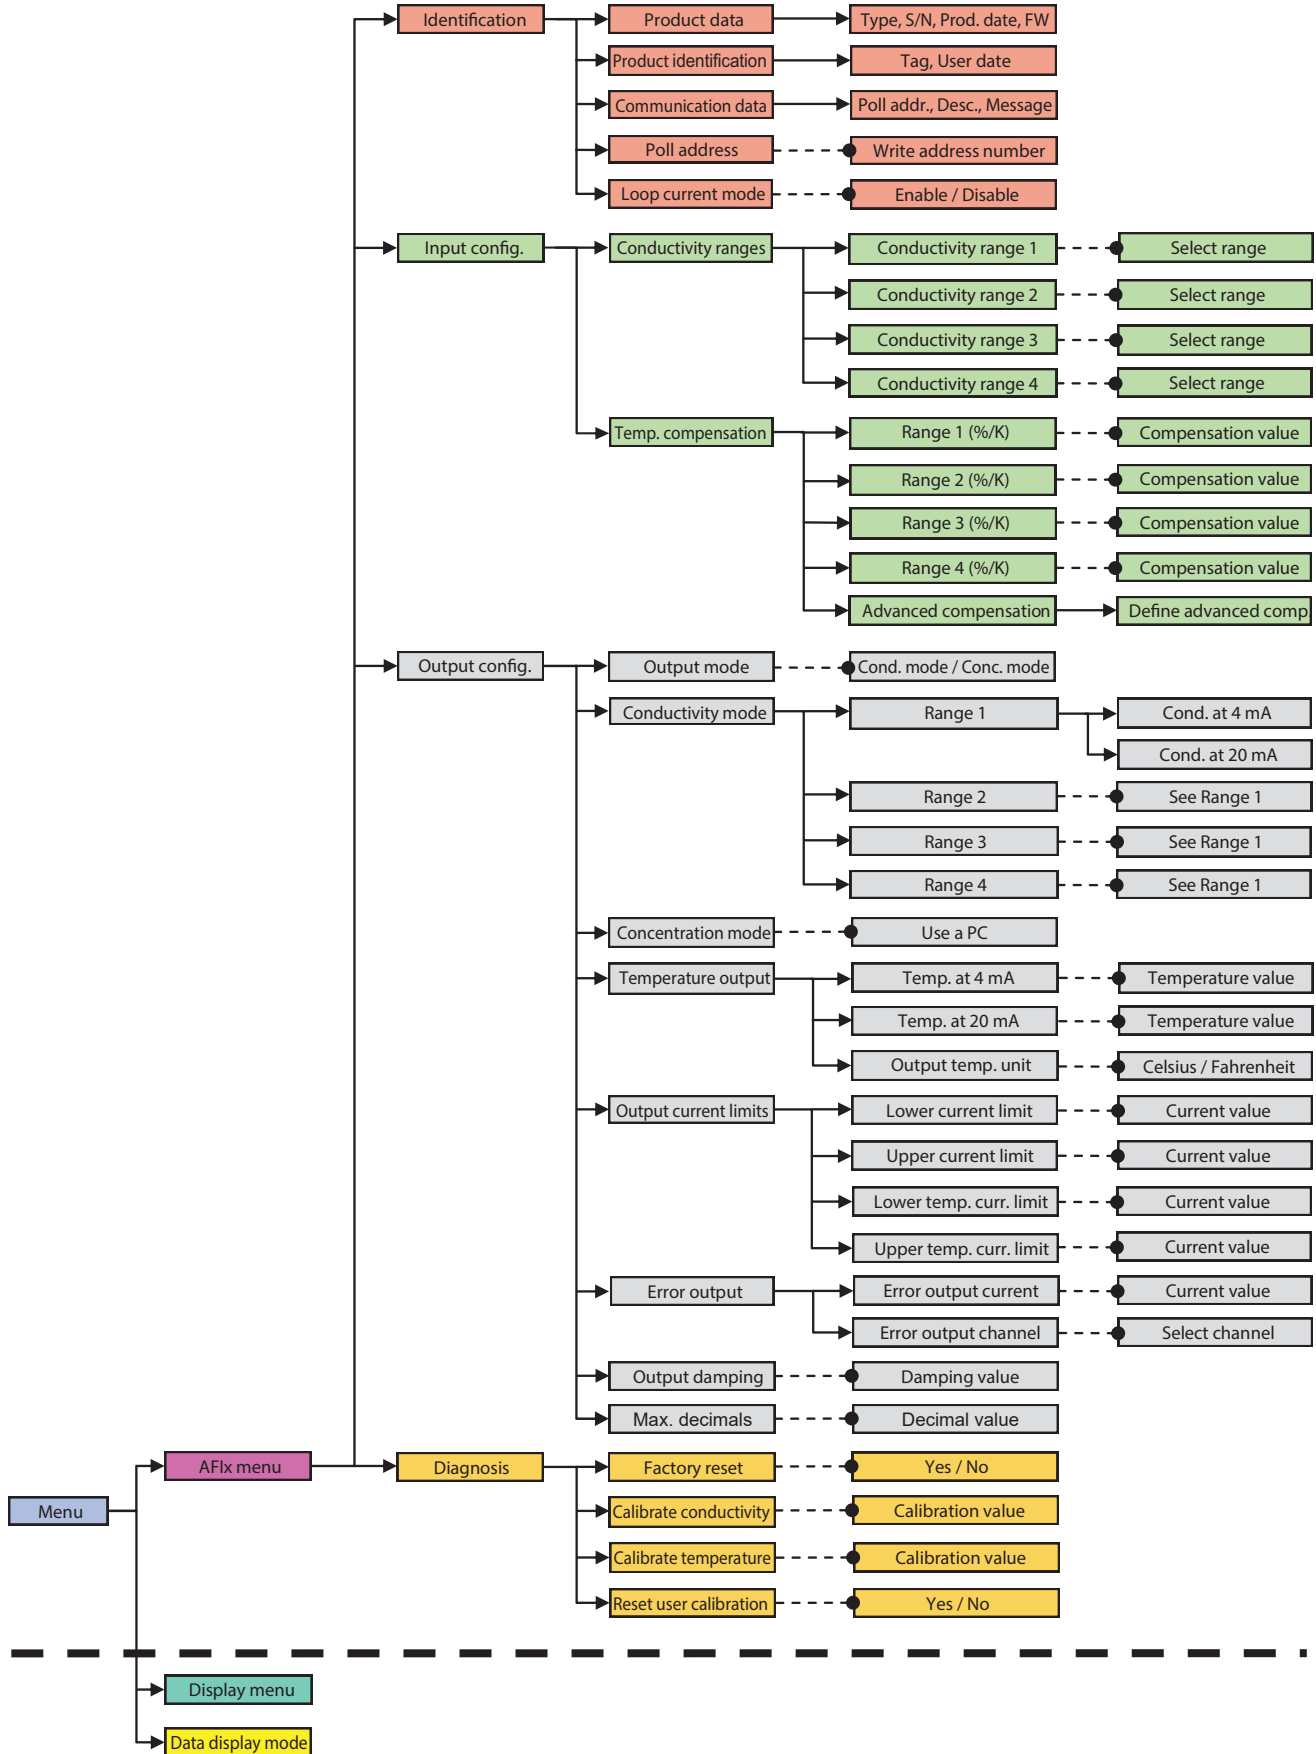 Identification
Product data
Type, S/N, Prod. date, FW
Product identification
Tag, User date
Communication data
Poll addr., Desc., Message
Poll address
Write address number
Loop current mode
Enable / Disable
Input config.
Conductivity ranges
Conductivity range 1
Select range
Conductivity range 2
Select range
Conductivity range 3
Select range
Conductivity range 4
Select range
Temp. compensation
Range 1 (%/K)
Compensation value
Range 2 (%/K)
Compensation value
Range 3 (%/K)
Compensation value
Range 4 (%/K)
Compensation value
Advanced compensation
Define advanced comp.
Output config.
Output mode
Cond. mode / Conc. mode
Conductivity mode
Range 1
Cond. at 4 mA
Cond. at 20 mA
Range 2
See Range 1
Range 3
See Range 1
Range 4
See Range 1
Concentration mode
Use a PC
Temperature output
Temp. at 4 mA
Temperature value
Temp. at 20 mA
Temperature value
Output temp. unit
Celsius / Fahrenheit
Output current limits
Lower current limit
Current value
Upper current limit
Current value
Lower temp. curr. limit
Current value
Upper temp. curr. limit
Current value
Error output
Error output current
Current value
Error output channel
Select channel
Output damping
Damping value
Max. decimals
Decimal value
AFIx menu
Diagnosis
Factory reset
Yes / No
Menu
Calibrate conductivity
Calibration value
Calibrate temperature
Calibration value
Reset user calibration
Yes / No
Display menu
Data display mode